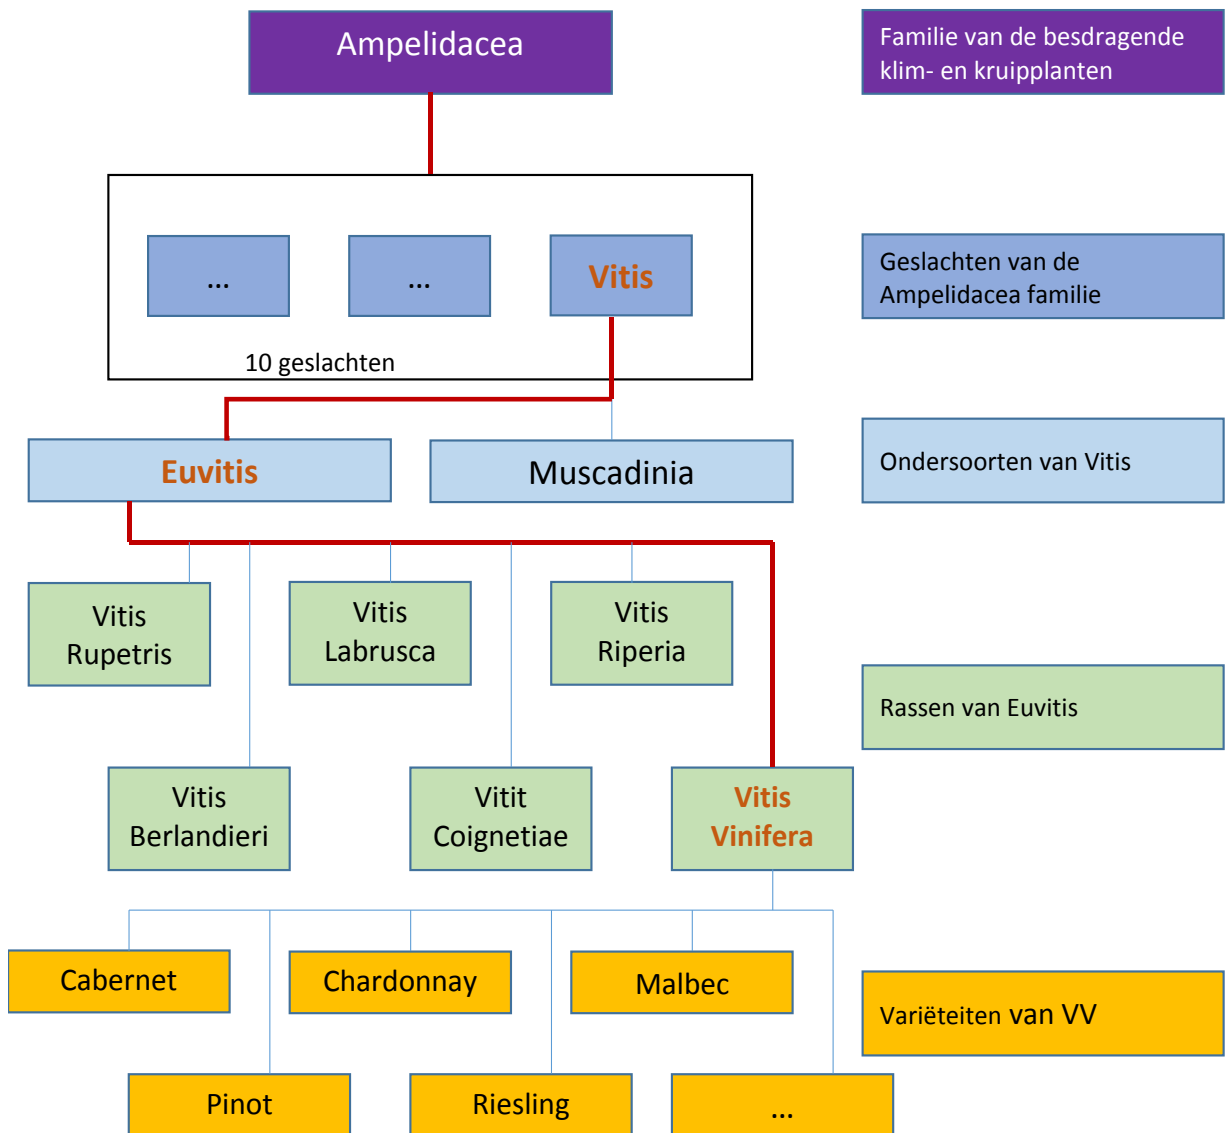 Ampelidacea
Familie van de besdragende
klim- en kruipplanten
...
...
Vitis
10 geslachten
Geslachten van de
Ampelidacea familie
Euvitis
Muscadinia
Ondersoorten van Vitis
Vitis
Rupetris
Vitis
Labrusca
Vitis
Riperia
Rassen van Euvitis
Vitis
Berlandieri
Vitit
Coignetiae
Vitis
Vinifera
Cabernet
Chardonnay
Malbec
Variëteiten van VV
Pinot
Riesling
...